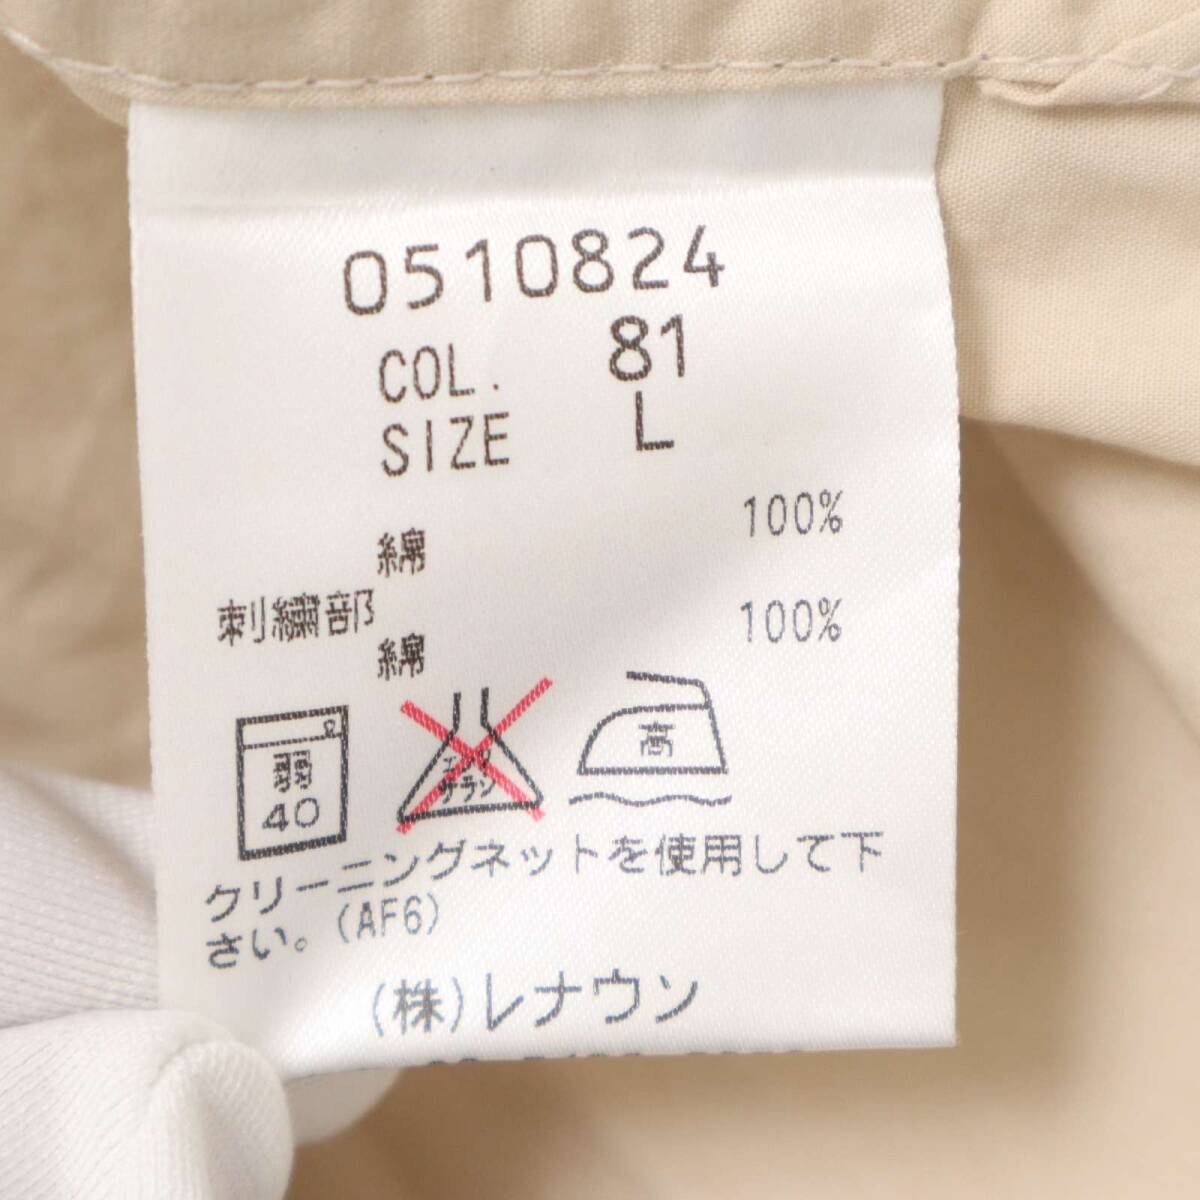 0510824
COL. 81
SIZE L
綿 100%
刺繍部
綿 100%
弱
40
エンソ
サラシ
高
クリーニングネットを使用して下
さい。(AF6)
(株)レナウン